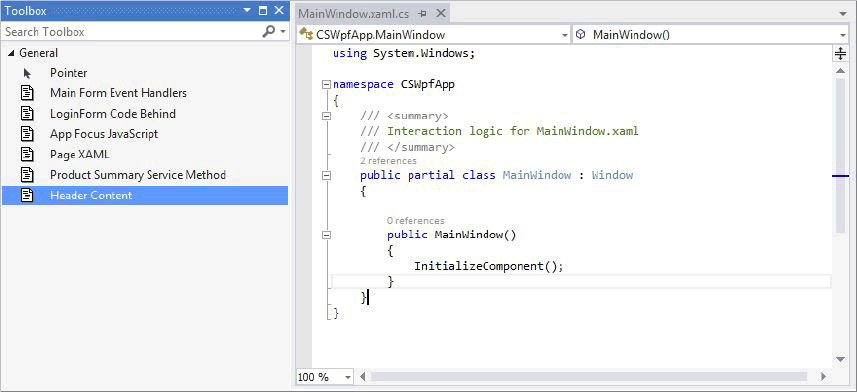 Toolbox
Search Toolbox
General
Pointer
Main Form Event Handlers
LoginForm Code Behind
App Focus JavaScript
Page XAML
Product Summary Service Method
Header Content
MainWindow.xaml.cs
CSWpfApp.MainWindow
MainWindow()
using System.Windows;
namespace CSWpfApp
{
/// <summary>
/// Interaction logic for MainWindow.xaml
/// </summary>
2 references
public partial class MainWindow : Window
{
0 references
public MainWindow()
{
InitializeComponent();
}
}
}
100 %